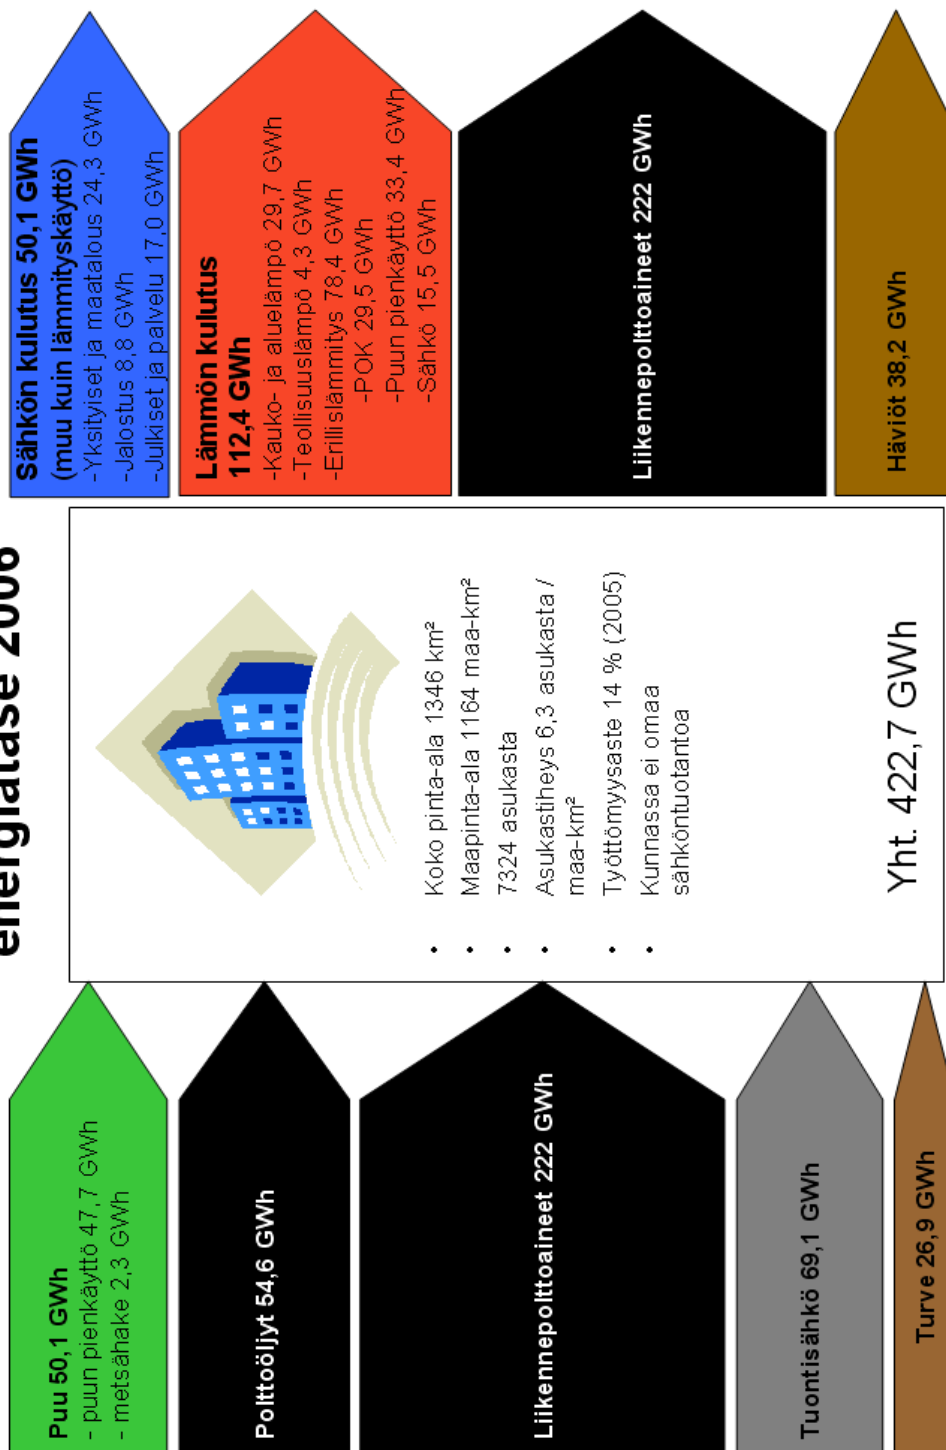 energiatase 2006
Puu 50,1 GWh
- puun pienkäyttö 47,7 GWh
- metsähake 2,3 GWh
Polttoöljyt 54,6 GWh
Liikennepolttoaineet 222 GWh
Tuontisähkö 69,1 GWh
Turve 26,9 GWh
• Koko pinta-ala 1346 km²
• Maapinta-ala 1164 maa-km²
• 7324 asukasta
• Asukastiheys 6,3 asukasta /
maa-km²
• Työttömyysaste 14 % (2005)
• Kunnassa ei omaa
sähköntuotantoa
Yht. 422,7 GWh
Sähkön kulutus 50,1 GWh
(muu kuin lämmityskäyttö)
-Yksityiset ja maatalous 24,3 GWh
-Jalostus 8,8 GWh
-Julkiset ja palvelu 17,0 GWh
Lämmön kulutus
112,4 GWh
-Kauko- ja aluelämpö 29,7 GWh
-Teollisuuslämpö 4,3 GWh
-Erillislämmitys 78,4 GWh
-POK 29,5 GWh
-Puun pienkäyttö 33,4 GWh
-Sähkö 15,5 GWh
Liikennepolttoaineet 222 GWh
Häviöt 38,2 GWh